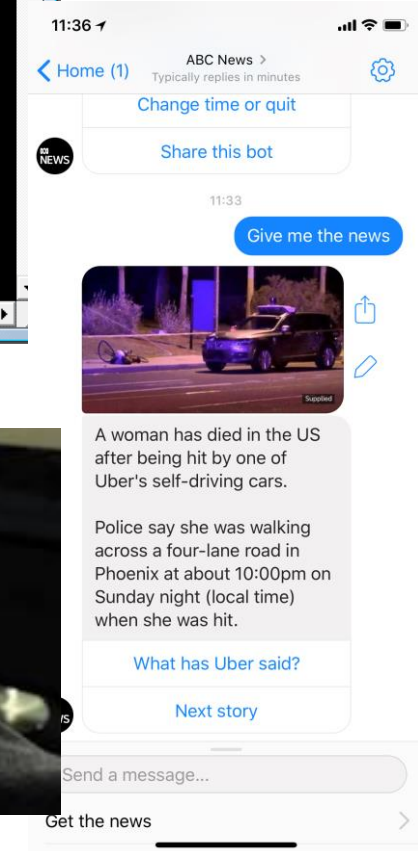 11:36
Home (1)
ABC News >
Typically replies in minutes
Change time or quit
NEWS
Share this bot
11:33
Give me the news
Supplied
A woman has died in the US
after being hit by one of
Uber's self-driving cars.
Police say she was walking
across a four-lane road in
Phoenix at about 10:00pm on
Sunday night (local time)
when she was hit.
What has Uber said?
Next story
Send a message...
Get the news